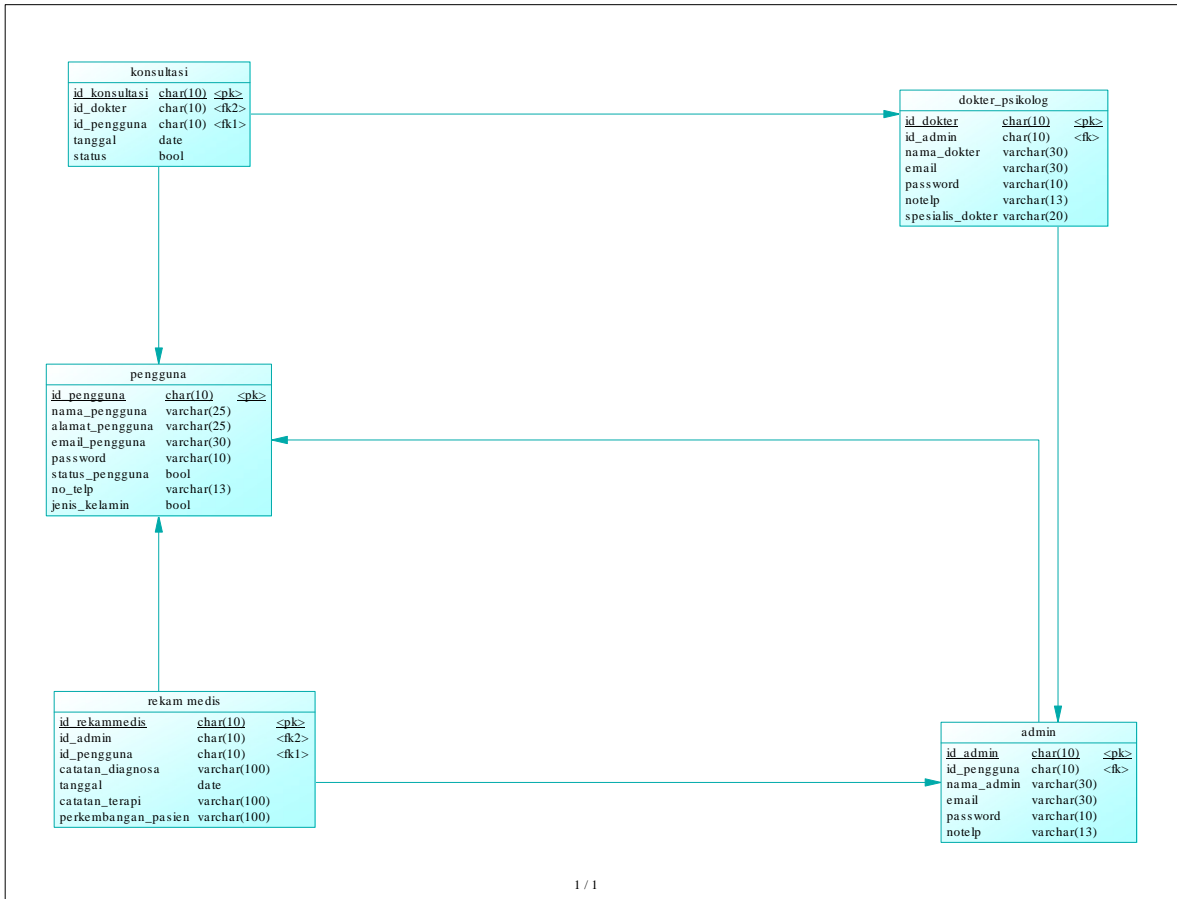 konsultasi
id_konsultasi char(10) <pk>
id_dokter char(10) <fk2>
id_pengguna char(10) <fk1>
tanggal date
status bool
dokter_psikolog
id_dokter char(10) <pk>
id_admin char(10) <fk>
nama_dokter varchar(30)
email varchar(30)
password varchar(10)
notelp varchar(13)
spesialis_dokter varchar(20)
pengguna
id_pengguna char(10) <pk>
nama_pengguna varchar(25)
alamat_pengguna varchar(25)
email_pengguna varchar(30)
password varchar(10)
status_pengguna bool
no_telp varchar(13)
jenis_kelamin bool
rekam medis
id_rekammedis char(10) <pk>
id_admin char(10) <fk2>
id_pengguna char(10) <fk1>
catatan_diagnosa varchar(100)
tanggal date
catatan_terapi varchar(100)
perkembangan_pasien varchar(100)
admin
id_admin char(10) <pk>
id_pengguna char(10) <fk>
nama_admin varchar(30)
email varchar(30)
password varchar(10)
notelp varchar(13)
1 / 1